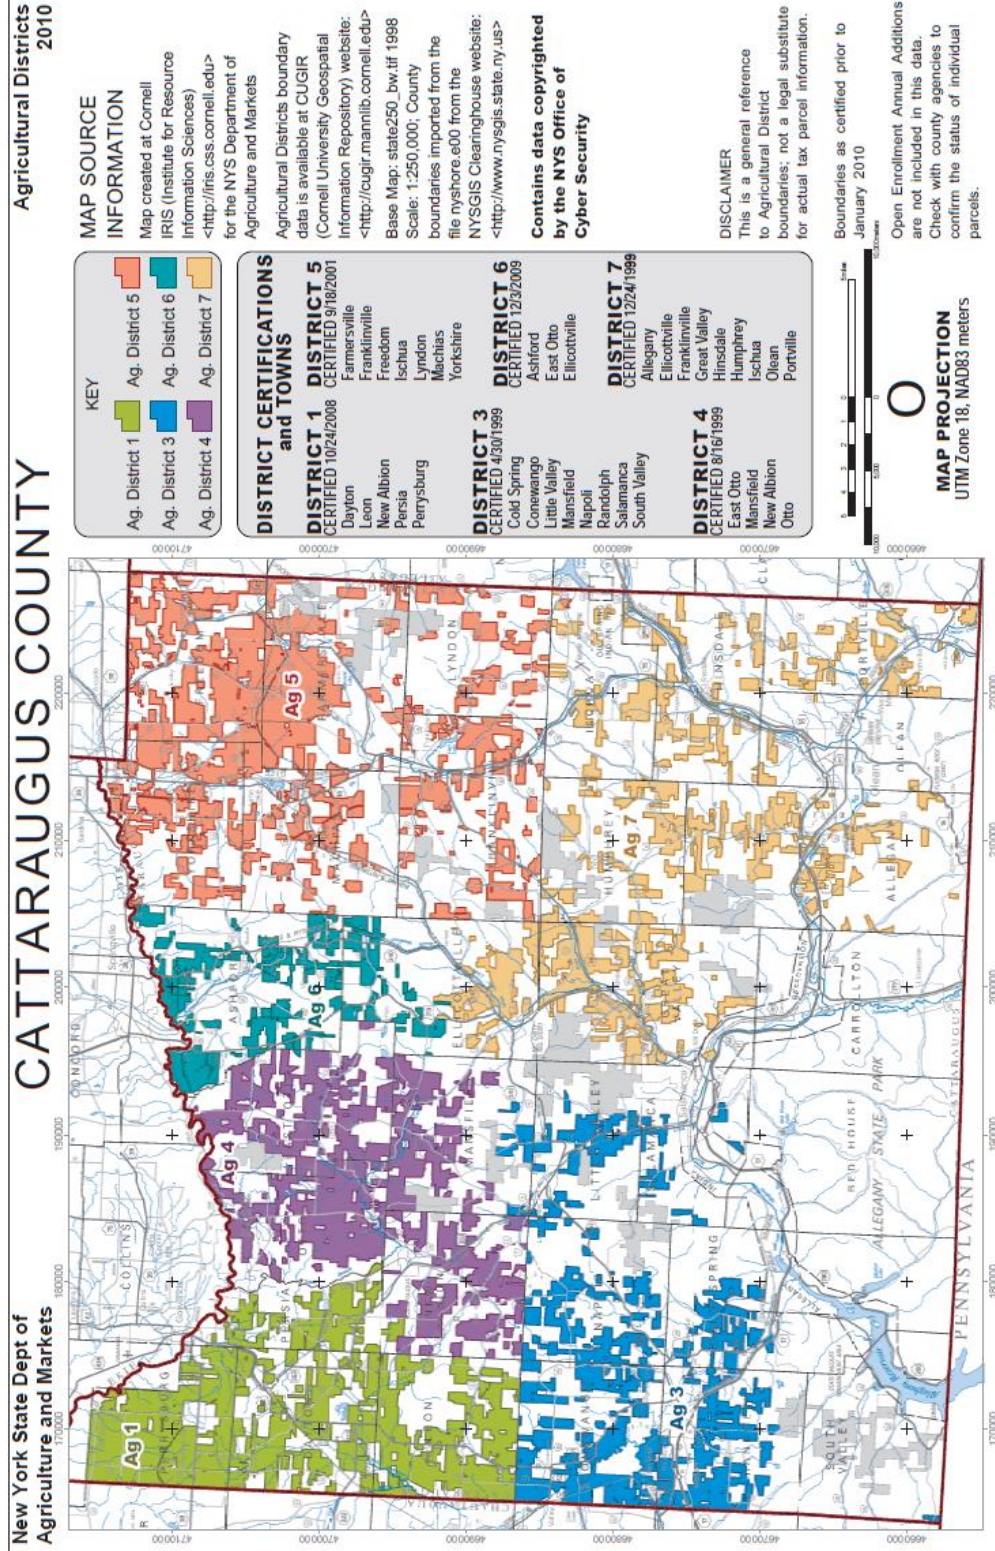 New York State Dept of
Agriculture and Markets
CATTARAUGUS COUNTY
Agricultural Districts
2010
KEY
Ag. District 1
Ag. District 5
Ag. District 3
Ag. District 6
Ag. District 4
Ag. District 7
DISTRICT CERTIFICATIONS
and TOWNS
DISTRICT 1
CERTIFIED 10/24/2008
Dayton
Leon
New Albion
Persia
Perrysburg
DISTRICT 3
CERTIFIED 4/30/1999
Cold Spring
Conewango
Little Valley
Mansfield
Napoli
Randolph
Salamanca
South Valley
DISTRICT 4
CERTIFIED 8/16/1999
East Otto
Mansfield
New Albion
Otto
DISTRICT 5
CERTIFIED 9/18/2001
Farmersville
Franklinville
Freedom
Ischua
Lyndon
Machias
Yorkshire
DISTRICT 6
CERTIFIED 12/3/2009
Ashford
East Otto
Ellicottville
DISTRICT 7
CERTIFIED 12/24/1999
Allegany
Ellicottville
Franklinville
Great Valley
Hinsdale
Humphrey
Ischua
Olean
Portville
MAP SOURCE
INFORMATION
Map created at Cornell
IRIS (Institute for Resource
Information Sciences)
<http://iris.css.cornell.edu>
for the NYS Department of
Agriculture and Markets
Agricultural Districts boundary
data is available at CUGIR
(Cornell University Geospatial
Information Repository) website:
<http://cugir.mannlib.cornell.edu>
Base Map: state250_bw.tif 1998
Scale: 1:250,000; County
boundaries imported from the
file nyshore.e00 from the
NYSGIS Clearinghouse website:
<http://www.nysgis.state.ny.us>
Contains data copyrighted
by the NYS Office of
Cyber Security
DISCLAIMER
This is a general reference
to Agricultural District
boundaries; not a legal substitute
for actual tax parcel information.
Boundaries as certified prior to
January 2010
Open Enrollment Annual Additions
are not included in this data.
Check with county agencies to
confirm the status of individual
parcels.
MAP PROJECTION
UTM Zone 18, NAD83 meters
Ag 1
Ag 4
Ag 6
Ag 5
Ag 3
Ag 7
CONCORD
COLLINS
LYNDON
CARROLLTON
RED HOUSE
ALLEGANY STATE PARK
SOUTH
VALLEY
PENNSYLVANIA
170000
180000
190000
200000
210000
220000